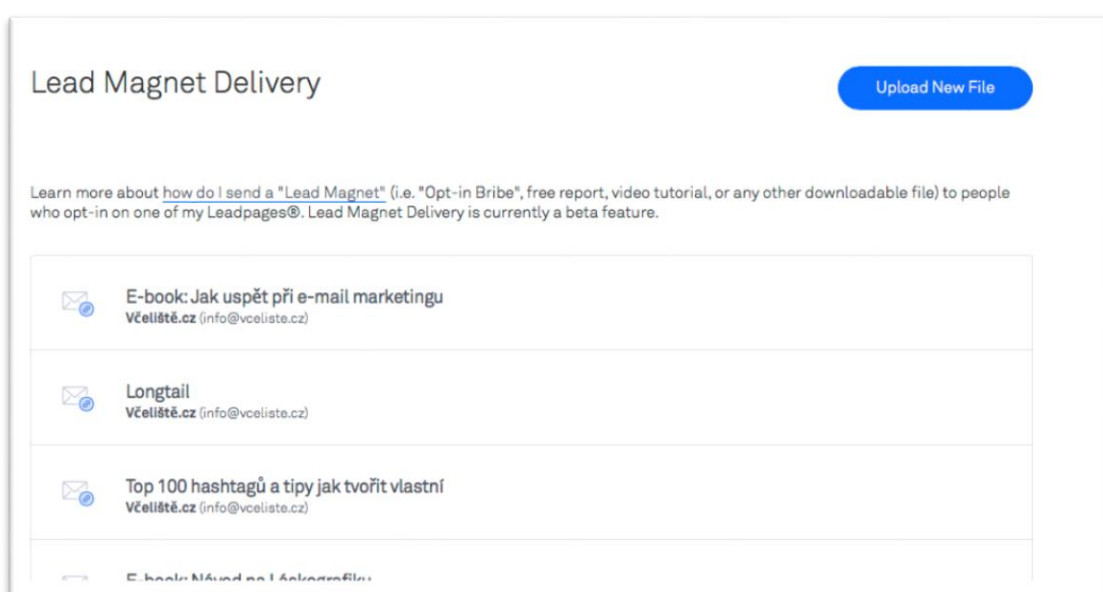 Lead Magnet Delivery
Upload New File
Learn more about how do I send a "Lead Magnet" (i.e. "Opt-in Bribe", free report, video tutorial, or any other downloadable file) to people
who opt-in on one of my Leadpages®. Lead Magnet Delivery is currently a beta feature.
E-book: Jak uspět při e-mail marketingu
Včeliště.cz (info@vceliste.cz)
Longtail
Včeliště.cz (info@vceliste.cz)
Top 100 hashtagů a tipy jak tvořit vlastní
Včeliště.cz (info@vceliste.cz)
E-book: Návod na